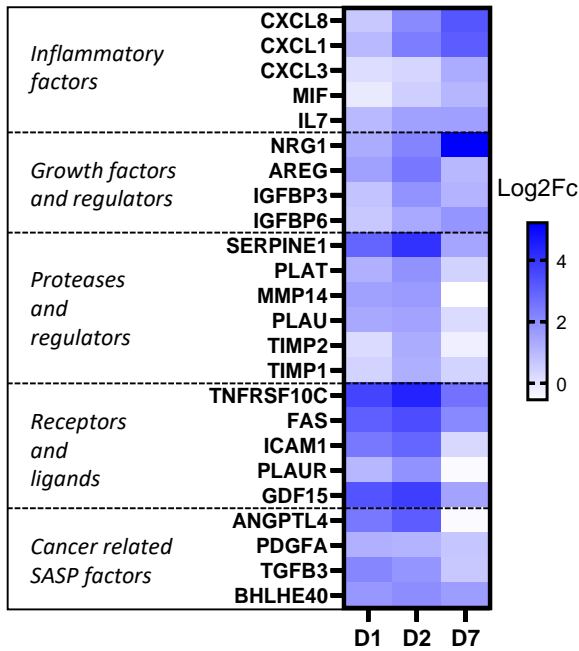 Inflammatory
factors
CXCL8
CXCL1
CXCL3
MIF
IL7
Growth factors
and regulators
NRG1
AREG
IGFBP3
IGFBP6
Proteases
and
regulators
SERPINE1
PLAT
MMP14
PLAU
TIMP2
TIMP1
Receptors
and
ligands
TNFRSF10C
FAS
ICAM1
PLAUR
GDF15
Cancer related
SASP factors
ANGPTL4
PDGFA
TGFB3
BHLHE40
D1 D2 D7
Log2Fc
4
2
0